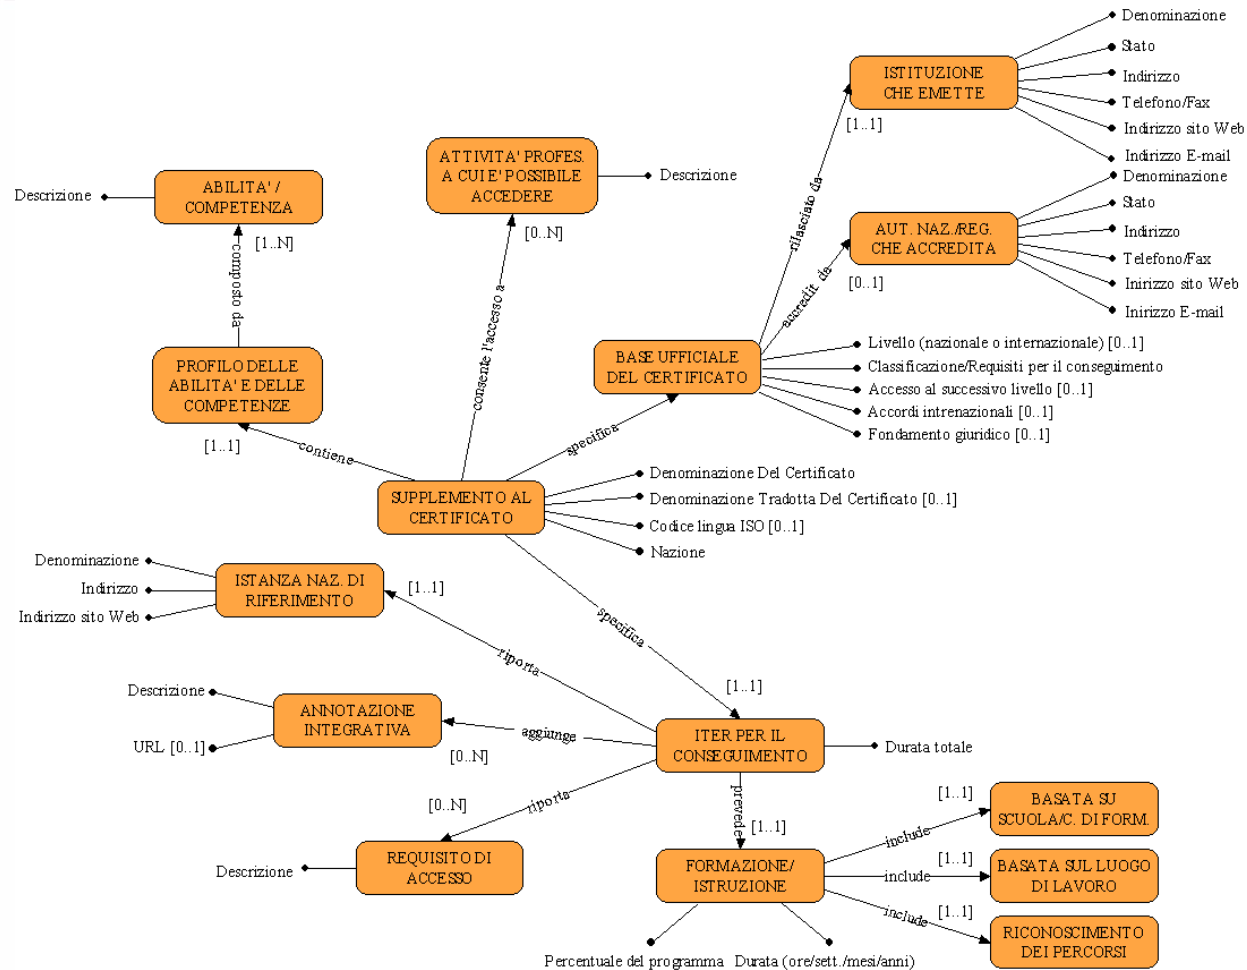 Denominazione
Stato
Indirizzo
Telefono/Fax
Indirizzo sito Web
Indirizzo E-mail
ISTITUZIONE
CHE EMETTE
[1..1]
rilasciato da
ATTIVITA' PROFES.
A CUI E' POSSIBILE
ACCEDERE
Descrizione
[0..N]
consente l'accesso a
Descrizione
ABILITA' /
COMPETENZA
[1..N]
composto da
Denominazione
Stato
Indirizzo
Telefono/Fax
Inirizzo sito Web
Inirizzo E-mail
AUT. NAZ./REG.
CHE ACCREDITA
[0..1]
accredit. da
PROFILO DELLE
ABILITA' E DELLE
COMPETENZE
[1..1]
contiene
BASE UFFICIALE
DEL CERTIFICATO
Livello (nazionale o internazionale) [0..1]
Classificazione/Requisiti per il conseguimento
Accesso al successivo livello [0..1]
Accordi intrenazionali [0..1]
Fondamento giuridico [0..1]
specifica
SUPPLEMENTO AL
CERTIFICATO
Denominazione Del Certificato
Denominazione Tradotta Del Certificato [0..1]
Codice lingua ISO [0..1]
Nazione
Denominazione
Indirizzo
Indirizzo sito Web
ISTANZA NAZ. DI
RIFERIMENTO
[1..1]
riporta
specifica
[1..1]
Descrizione
URL [0..1]
ANNOTAZIONE
INTEGRATIVA
[0..N]
aggiunge
ITER PER IL
CONSEGUIMENTO
Durata totale
[0..N]
riporta
Descrizione
REQUISITO DI
ACCESSO
prevede
[1..1]
FORMAZIONE/
ISTRUZIONE
include
[1..1]
BASATA SU
SCUOLA/C. DI FORM.
include
[1..1]
BASATA SUL LUOGO
DI LAVORO
include
[1..1]
RICONOSCIMENTO
DEI PERCORSI
Percentuale del programma
Durata (ore/sett./mesi/anni)